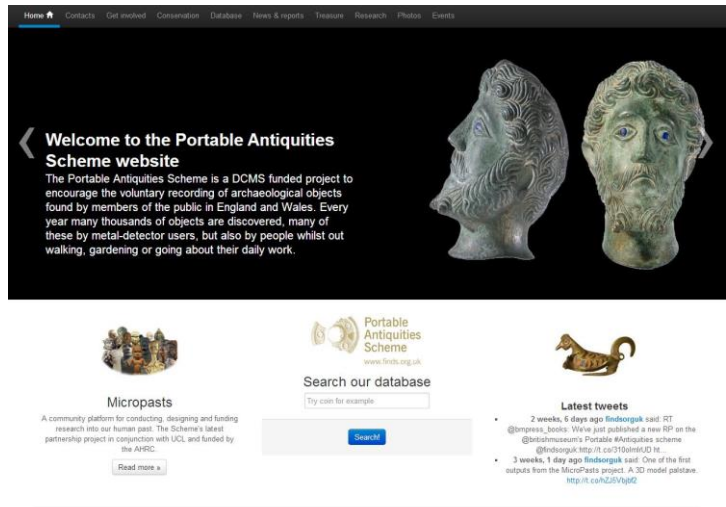 Home Contacts Get involved Conservation Database News & reports Treasure Research Photos Events
Welcome to the Portable Antiquities
Scheme website
The Portable Antiquities Scheme is a DCMS funded project to
encourage the voluntary recording of archaeological objects
found by members of the public in England and Wales. Every
year many thousands of objects are discovered, many of
these by metal-detector users, but also by people whilst out
walking, gardening or going about their daily work.
Micropasts
A community platform for conducting, designing and funding
research into our human past. The Scheme's latest
partnership project in conjunction with UCL and funded by
the AHRC.
Read more »
Portable
Antiquities
Scheme
www.finds.org.uk
Search our database
Try coin for example
Search!
Latest tweets
• 2 weeks, 6 days ago findsorguk said: RT
@bmpress_books: We've just published a new RP on the
@britishmuseum's Portable #Antiquities scheme
@findsorguk:http://t.co/310olmlrUD ht...
• 3 weeks, 1 day ago findsorguk said: One of the first
outputs from the MicroPasts project. A 3D model palstave.
http://t.co/hZJ5Vbjbf2